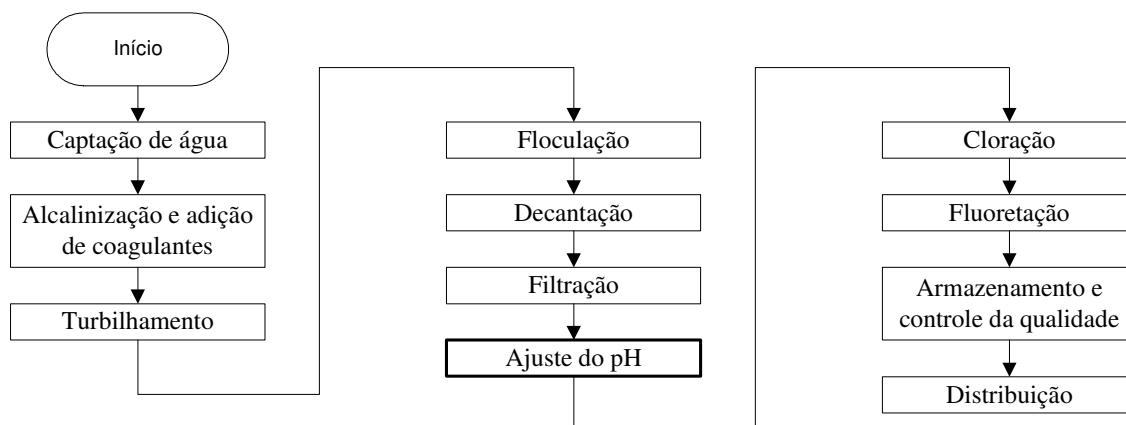 Início
Captação de água
Alcalinização e adição
de coagulantes
Turbilhamento
Floculação
Decantação
Filtração
Ajuste do pH
Cloração
Fluoretação
Armazenamento e
controle da qualidade
Distribuição